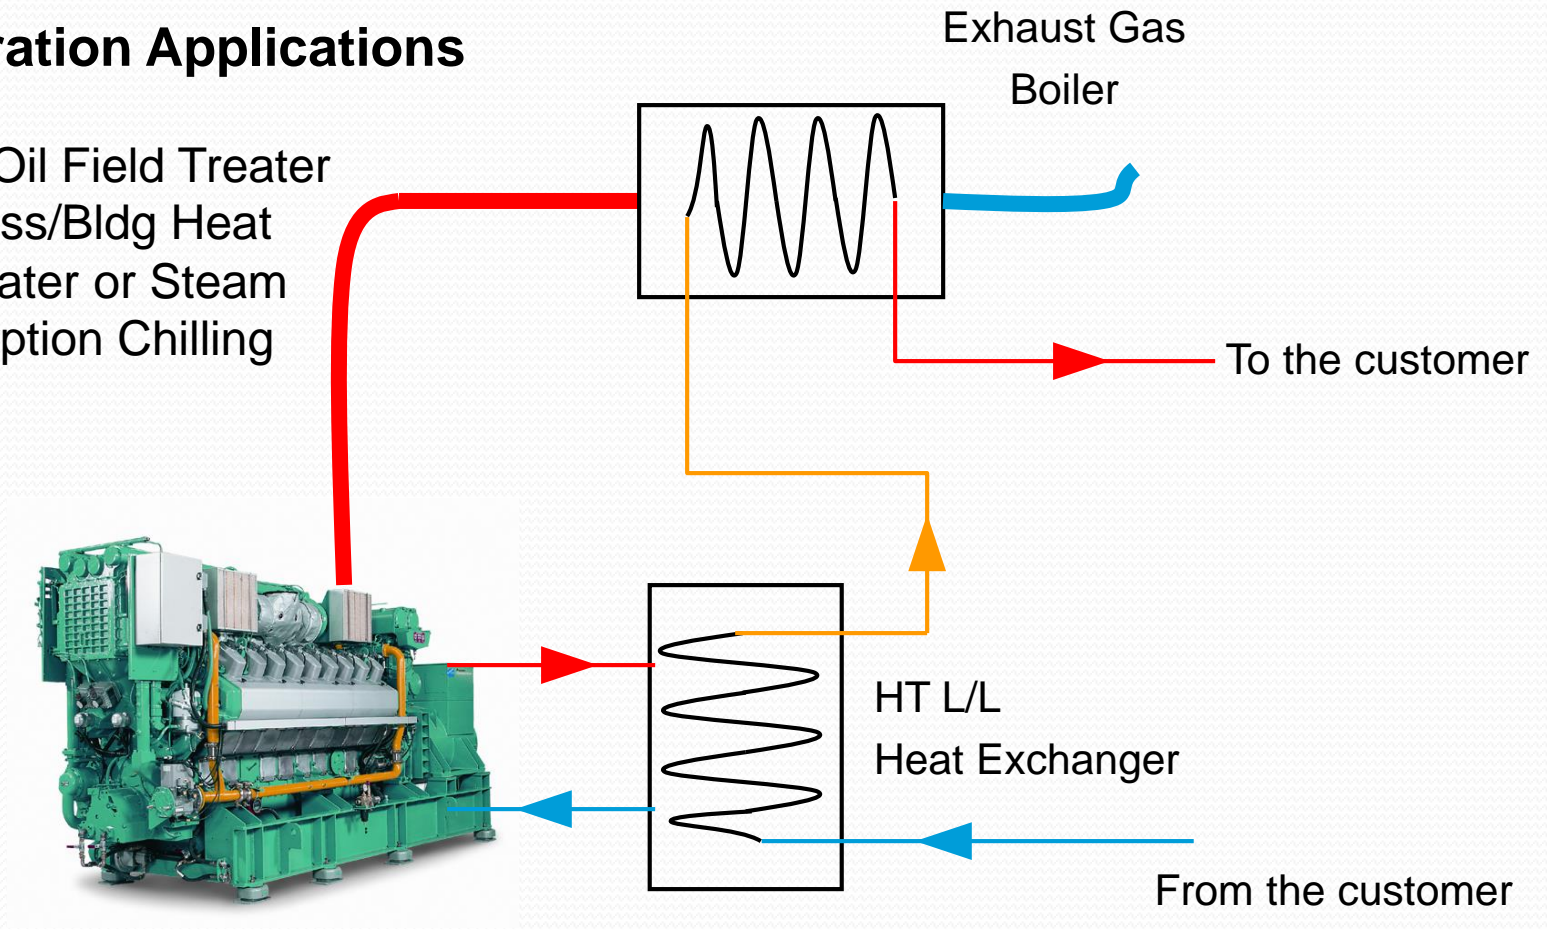 ration Applications
Oil Field Treater
ss/Bldg Heat
ater or Steam
ption Chilling
Exhaust Gas
Boiler
To the customer
HT L/L
Heat Exchanger
From the customer